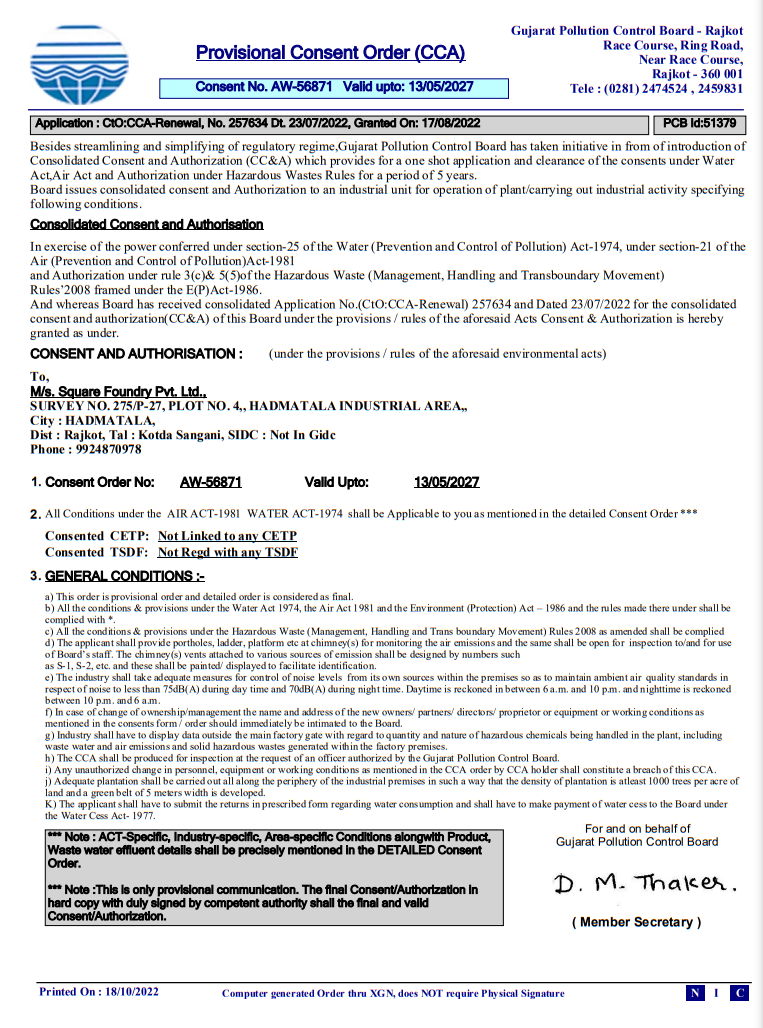 Provisional Consent Order (CCA)
Consent No. AW-56871 Valid upto: 13/05/2027
Gujarat Pollution Control Board - Rajkot
Race Course, Ring Road,
Near Race Course,
Rajkot - 360 001
Tele : (0281) 2474524 , 2459831
Application : CtO:CCA-Renewal, No. 257634 Dt. 23/07/2022, Granted On: 17/08/2022
PCB Id:51379
Besides streamlining and simplifying of regulatory regime,Gujarat Pollution Control Board has taken initiative in from of introduction of
Consolidated Consent and Authorization (CC&A) which provides for a one shot application and clearance of the consents under Water
Act,Air Act and Authorization under Hazardous Wastes Rules for a period of 5 years.
Board issues consolidated consent and Authorization to an industrial unit for operation of plant/carrying out industrial activity specifying
following conditions.
Consolidated Consent and Authorisation
In exercise of the power conferred under section-25 of the Water (Prevention and Control of Pollution) Act-1974, under section-21 of the
Air (Prevention and Control of Pollution)Act-1981
and Authorization under rule 3(c)& 5(5)of the Hazardous Waste (Management, Handling and Transboundary Movement)
Rules'2008 framed under the E(P)Act-1986.
And whereas Board has received consolidated Application No.(CtO:CCA-Renewal) 257634 and Dated 23/07/2022 for the consolidated
consent and authorization(CC&A) of this Board under the provisions / rules of the aforesaid Acts Consent & Authorization is hereby
granted as under.
CONSENT AND AUTHORISATION : (under the provisions / rules of the aforesaid environmental acts)
To,
M/s. Square Foundry Pvt. Ltd.,
SURVEY NO. 275/P-27, PLOT NO. 4,, HADMATALA INDUSTRIAL AREA,,
City : HADMATALA,
Dist : Rajkot, Tal : Kotda Sangani, SIDC : Not In Gidc
Phone : 9924870978
1. Consent Order No: AW-56871 Valid Upto: 13/05/2027
2. All Conditions under the AIR ACT-1981 WATER ACT-1974 shall be Applicable to you as mentioned in the detailed Consent Order ***
Consented CETP: Not Linked to any CETP
Consented TSDF: Not Regd with any TSDF
3. GENERAL CONDITIONS :-
a) This order is provisional order and detailed order is considered as final.
b) All the conditions & provisions under the Water Act 1974, the Air Act 1981 and the Environment (Protection) Act – 1986 and the rules made there under shall be
complied with *.
c) All the conditions & provisions under the Hazardous Waste (Management, Handling and Trans boundary Movement) Rules 2008 as amended shall be complied
d) The applicant shall provide portholes, ladder, platform etc at chimney(s) for monitoring the air emissions and the same shall be open for inspection to/and for use
of Board's staff. The chimney(s) vents attached to various sources of emission shall be designed by numbers such
as S-1, S-2, etc. and these shall be painted/ displayed to facilitate identification.
e) The industry shall take adequate measures for control of noise levels from its own sources within the premises so as to maintain ambient air quality standards in
respect of noise to less than 75dB(A) during day time and 70dB(A) during night time. Daytime is reckoned in between 6 a.m. and 10 p.m. and nighttime is reckoned
between 10 p.m. and 6 a.m.
f) In case of change of ownership/management the name and address of the new owners/ partners/ directors/ proprietor or equipment or working conditions as
mentioned in the consents form / order should immediately be intimated to the Board.
g) Industry shall have to display data outside the main factory gate with regard to quantity and nature of hazardous chemicals being handled in the plant, including
waste water and air emissions and solid hazardous wastes generated within the factory premises.
h) The CCA shall be produced for inspection at the request of an officer authorized by the Gujarat Pollution Control Board.
i) Any unauthorized change in personnel, equipment or working conditions as mentioned in the CCA order by CCA holder shall constitute a breach of this CCA.
j) Adequate plantation shall be carried out all along the periphery of the industrial premises in such a way that the density of plantation is atleast 1000 trees per acre of
land and a green belt of 5 meters width is developed.
K) The applicant shall have to submit the returns in prescribed form regarding water consumption and shall have to make payment of water cess to the Board under
the Water Cess Act- 1977.
*** Note : ACT-Specific, Industry-specific, Area-specific Conditions alongwith Product,
Waste water effluent details shall be precisely mentioned in the DETAILED Consent
Order.
*** Note :This is only provisional communication. The final Consent/Authorization in
hard copy with duly signed by competent authority shall the final and valid
Consent/Authorization.
For and on behalf of
Gujarat Pollution Control Board
D. M. Thaker.
( Member Secretary )
Printed On : 18/10/2022
Computer generated Order thru XGN, does NOT require Physical Signature
N I C